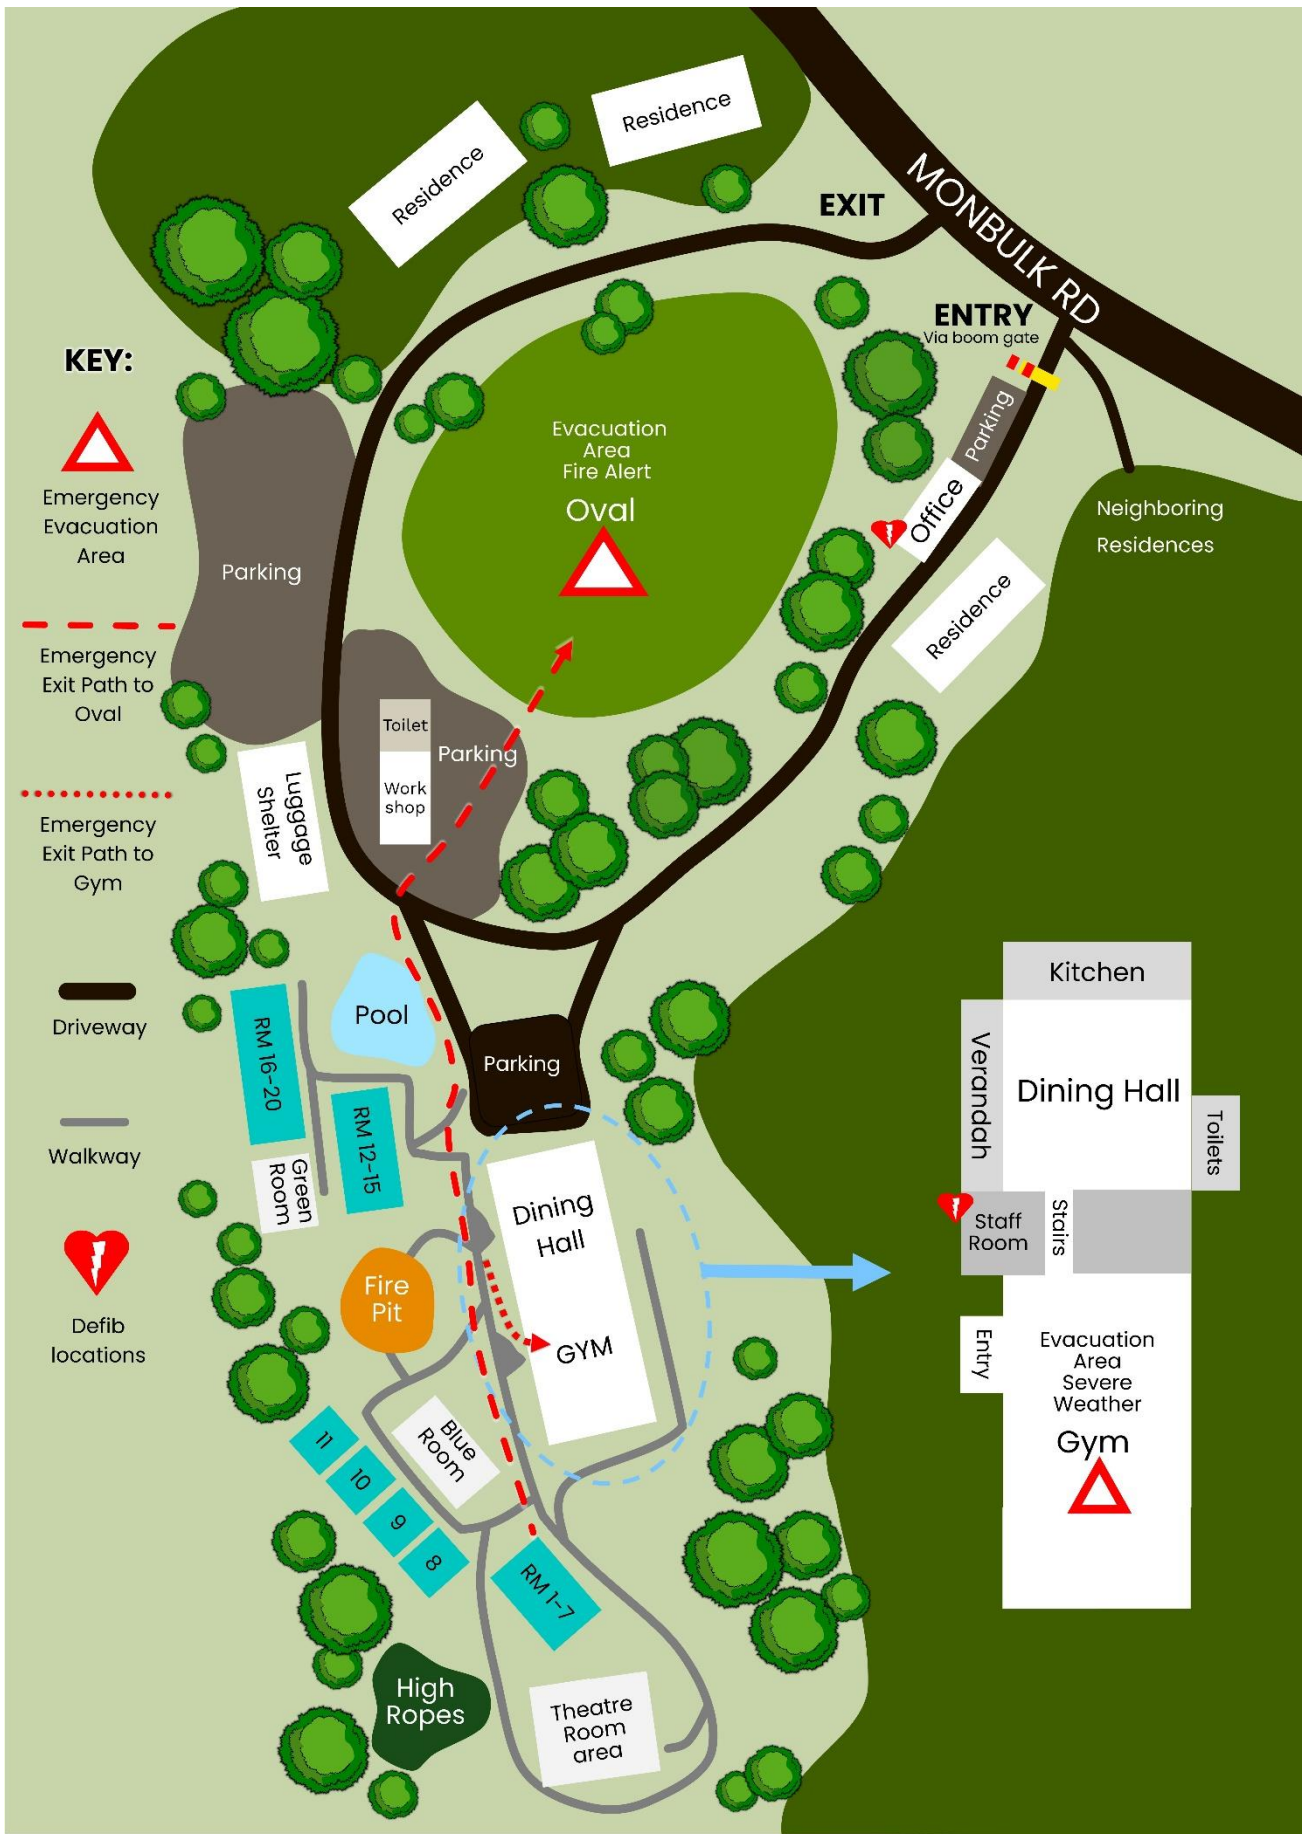 Residence
Residence
MONBULK RD
EXIT
ENTRY
Via boom gate
Parking
Office
Neighboring
Residences
Residence
KEY:
Emergency
Evacuation
Area
Emergency
Exit Path to
Oval
Emergency
Exit Path to
Gym
Driveway
Walkway
Defib
locations
Evacuation
Area
Fire Alert
Oval
Parking
Toilet
Parking
Work
shop
Luggage
Shelter
Pool
Parking
RM 16-20
RM 12-15
Green
Room
Dining
Hall
GYM
Fire
Pit
Blue
Room
11
10
9
8
RM 1-7
High
Ropes
Theatre
Room
area
Kitchen
Verandah
Dining Hall
Toilets
Staff
Room
Stairs
Entry
Evacuation
Area
Severe
Weather
Gym